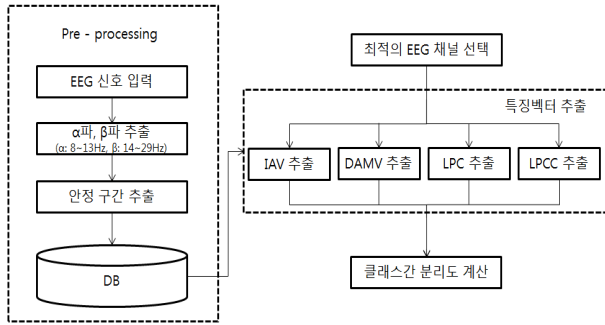 Pre - processing
EEG 신호 입력
α파, β파 추출
(α: 8~13Hz, β: 14~29Hz)
안정 구간 추출
DB
최적의 EEG 채널 선택
특징벡터 추출
IAV 추출
DAMV 추출
LPC 추출
LPCC 추출
클래스간 분리도 계산